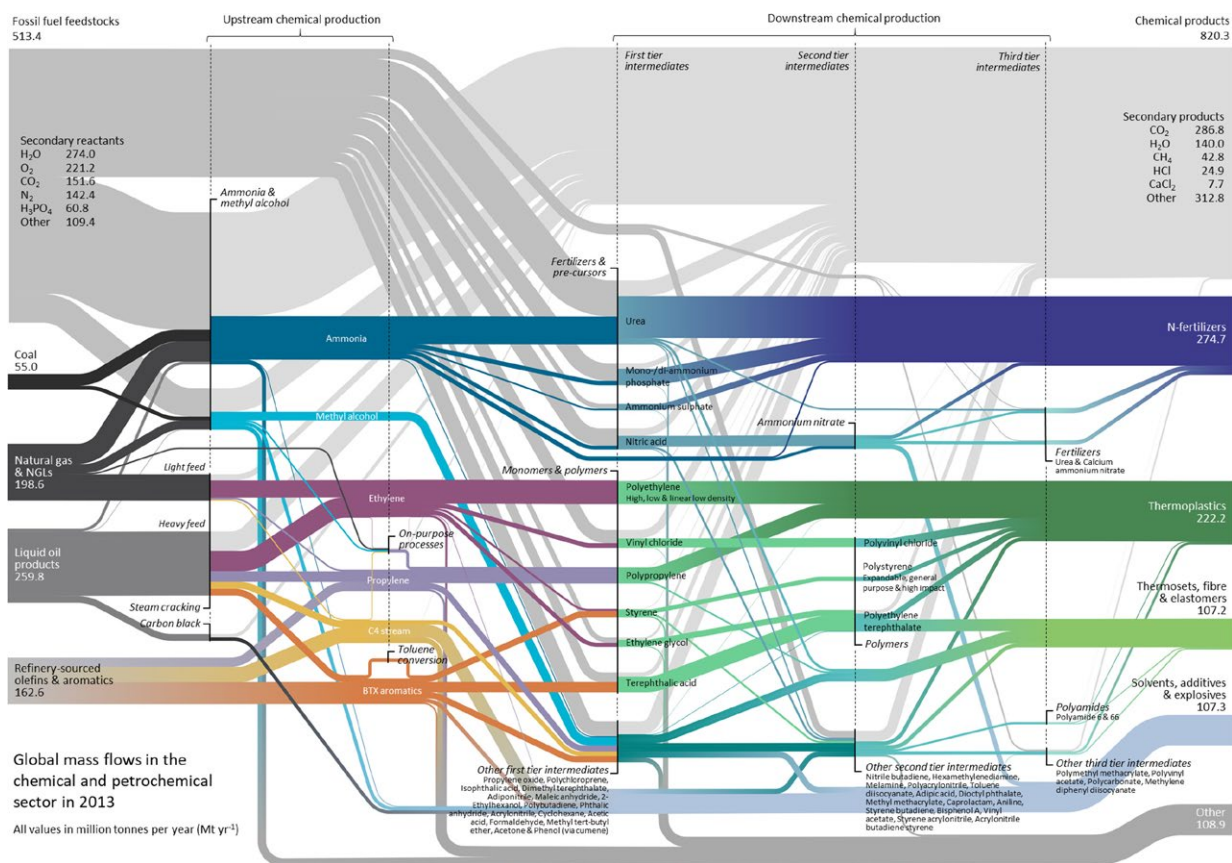 Fossil fuel feedstocks
513.4
Upstream chemical production
Downstream chemical production
Chemical products
820.3
First tier
intermediates
Second tier
intermediates
Third tier
intermediates
Secondary reactants
H₂O 274.0
O₂ 221.2
CO₂ 151.6
N₂ 142.4
H₃PO₄ 60.8
Other 109.4
Secondary products
CO₂ 286.8
H₂O 140.0
CH₄ 42.8
HCl 24.9
CaCl₂ 7.7
Other 312.8
Ammonia &
methyl alcohol
Fertilizers &
pre-cursors
Coal
55.0
Ammonia
Urea
N-fertilizers
274.7
Mono-/di-ammonium
phosphate
Methyl alcohol
Ammonium sulphate
Ammonium nitrate
Nitric acid
Fertilizers
Urea & Calcium
ammonium nitrate
Natural gas
& NGLs
198.6
Light feed
Monomers & polymers
Ethylene
Polyethylene
High, low & linear low density
Thermoplastics
222.2
Heavy feed
On-purpose
processes
Vinyl chloride
Polyvinyl chloride
Liquid oil
products
259.8
Propylene
Polypropylene
Polystyrene
Expandable, general
purpose & high impact
Thermosets, fibre
& elastomers
107.2
Steam cracking
Carbon black
C4 stream
Styrene
Polyethylene
terephthalate
Ethylene glycol
Polymers
Toluene
conversion
Refinery-sourced
olefins & aromatics
162.6
BTX aromatics
Terephthalic acid
Solvents, additives
& explosives
107.3
Polyamides
Polyamide 6 & 66
Global mass flows in the
chemical and petrochemical
sector in 2013
All values in million tonnes per year (Mt yr⁻¹)
Other first tier intermediates
Propylene oxide, Polychloroprene,
Isophthalic acid, Dimethyl terephthalate,
Adiponitrile, Maleic anhydride, 2-
Ethylhexanol, Polybutadiene, Phthalic
anhydride, Acrylonitrile, Cyclohexane, Acetic
acid, Formaldehyde, Methyl tert-butyl
ether, Acetone & Phenol (via cumene)
Other second tier intermediates
Nitrile butadiene, Hexamethylenediamine,
Melamine, Polyacrylonitrile, Toluene
diisocyanate, Adipic acid, Dioctyl phthalate,
Methyl methacrylate, Caprolactam, Aniline,
Styrene butadiene, Bisphenol A, Vinyl
acetate, Styrene acrylonitrile, Acrylonitrile
butadiene styrene
Other third tier intermediates
Polymethyl methacrylate, Polyvinyl
acetate, Polycarbonate, Methylene
diphenyl diisocyanate
Other
108.9